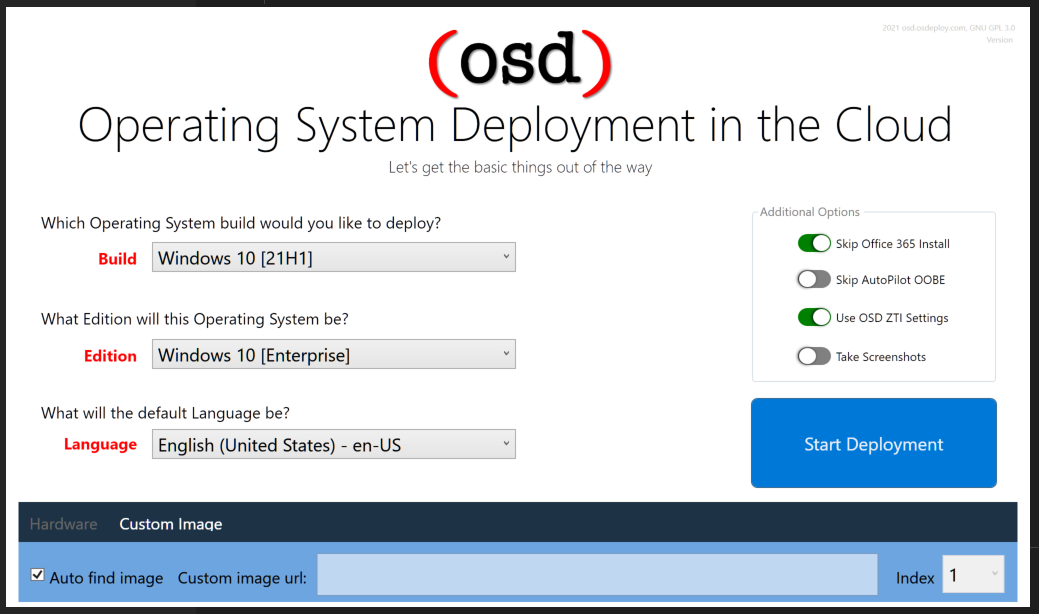 2021 osd.osdeploy.com, GNU GPL 3.0
Version
(osd)
Operating System Deployment in the Cloud
Let's get the basic things out of the way
Which Operating System build would you like to deploy?
Build Windows 10 [21H1]
What Edition will this Operating System be?
Edition Windows 10 [Enterprise]
What will the default Language be?
Language English (United States) - en-US
Additional Options
Skip Office 365 Install
Skip AutoPilot OOBE
Use OSD ZTI Settings
Take Screenshots
Start Deployment
Hardware Custom Image
Auto find image Custom image url: Index 1